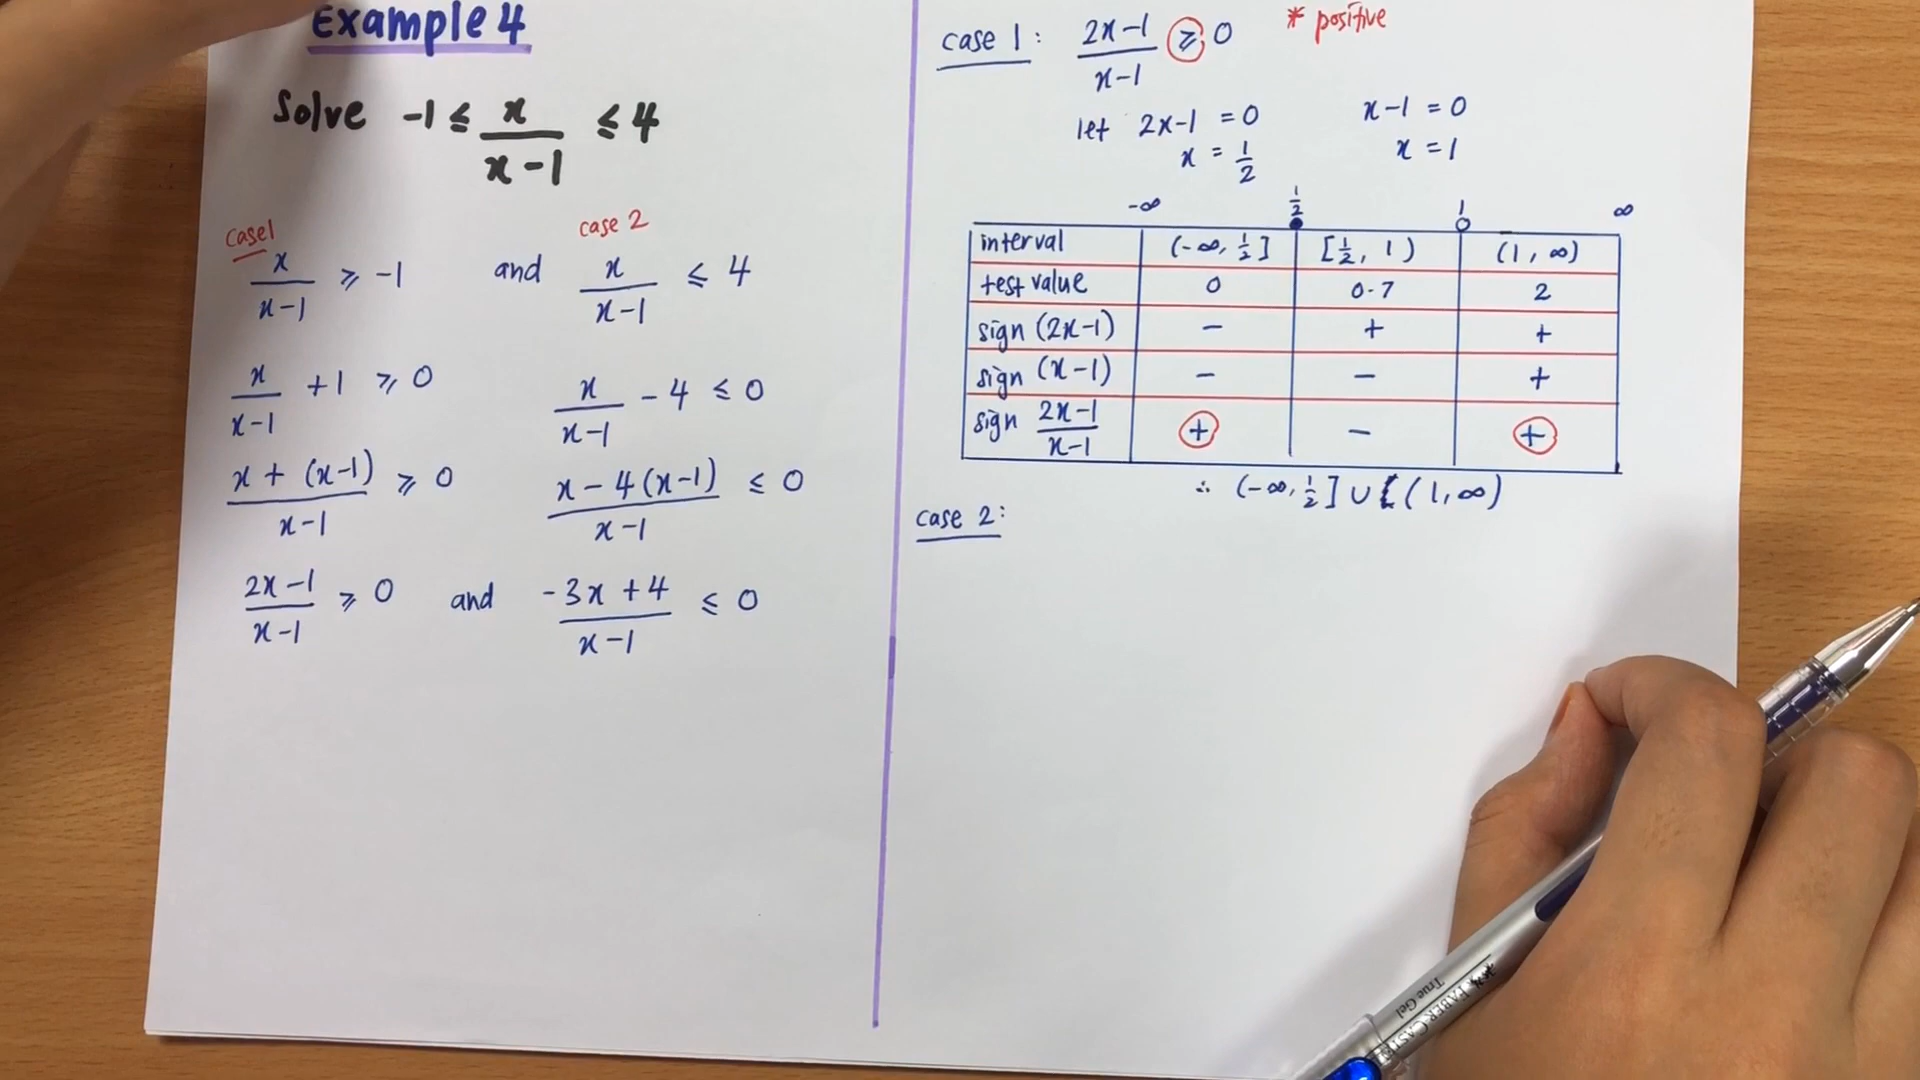 Example 4
Solve -1 ≤ x/(x-1) ≤ 4
case1 case 2
x/(x-1) ⩾ -1 and x/(x-1) ≤ 4
x/(x-1) +1 ⩾ 0 x/(x-1) - 4 ≤ 0
(x + (x-1))/(x-1) ⩾ 0 (x - 4(x-1))/(x-1) ≤ 0
(2x-1)/(x-1) ⩾ 0 and (-3x+4)/(x-1) ≤ 0
case 1: (2x-1)/(x-1) ⩾ 0 * positive
let 2x-1 = 0 x-1 = 0
x = 1/2 x = 1
-∞ 1/2 1 ∞
interval (-∞, 1/2] [1/2, 1) (1, ∞)
test value 0 0.7 2
sign (2x-1) - + +
sign (x-1) - - +
sign (2x-1)/(x-1) + - +
∴ (-∞, 1/2] ∪ (1, ∞)
case 2:
FABER CAS
True Gel